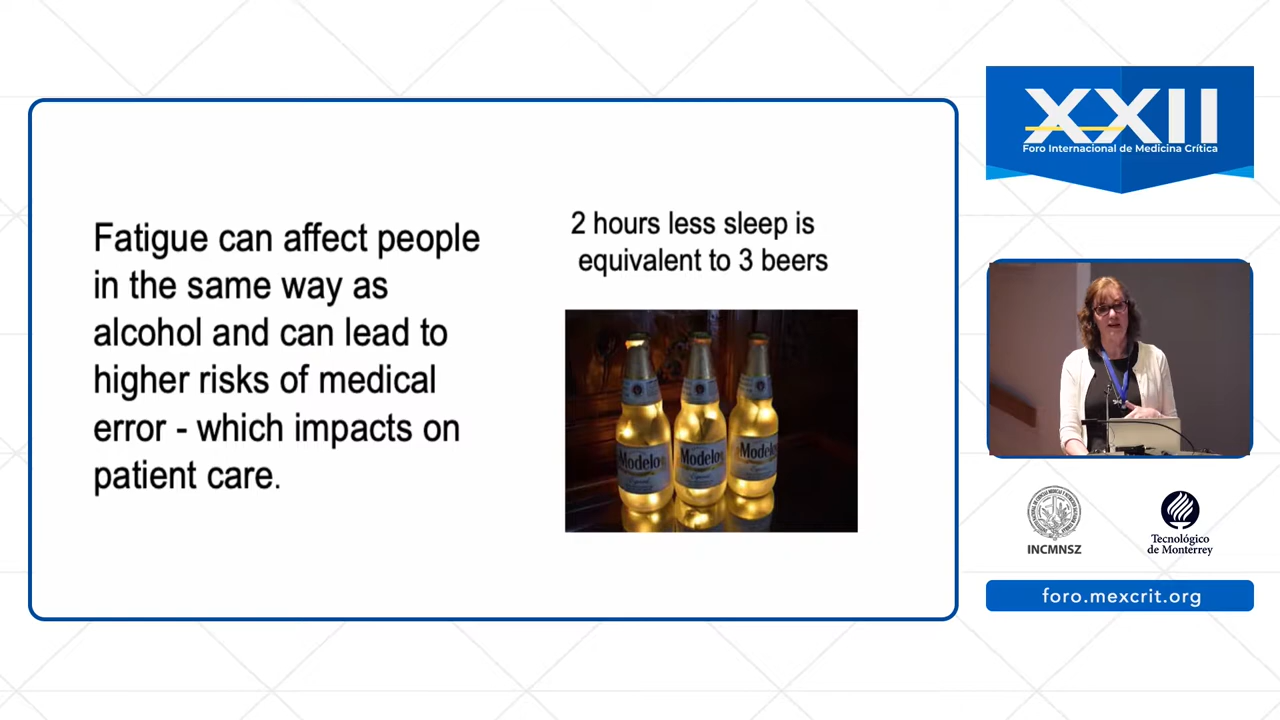 Fatigue can affect people
in the same way as
alcohol and can lead to
higher risks of medical
error - which impacts on
patient care.
2 hours less sleep is
equivalent to 3 beers
Modelo
Modelo
Modelo
XXII
Foro Internacional de Medicina Crítica
INCMNSZ
Tecnológico
de Monterrey
foro.mexcrit.org